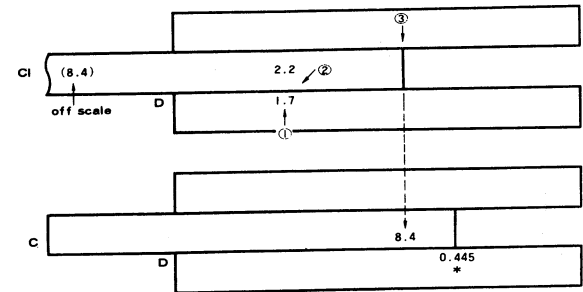 ③
CI (8.4) 2.2 ②
off scale D 1.7
①
C 8.4
D 0.445
*